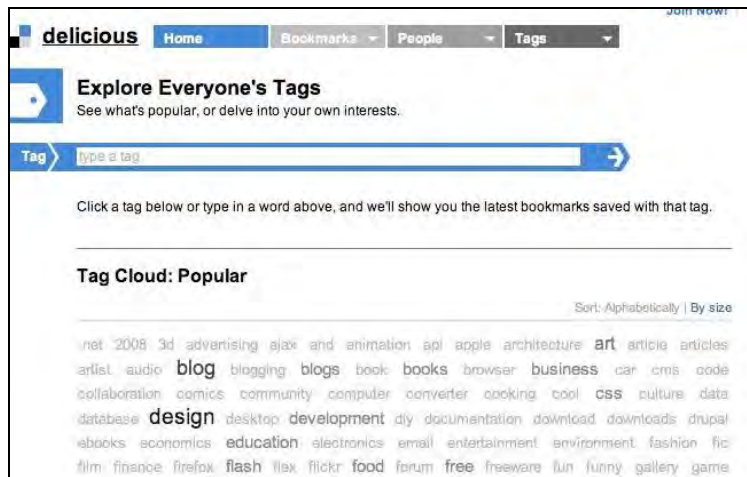 Join Now!
delicious Home Bookmarks People Tags
Explore Everyone's Tags
See what's popular, or delve into your own interests.
Tag type a tag
Click a tag below or type in a word above, and we'll show you the latest bookmarks saved with that tag.
Tag Cloud: Popular
Sort: Alphabetically | By size
.net 2008 3d advertising ajax and animation api apple architecture art article articles
artist audio blog blogging blogs book books browser business car cms code
collaboration comics community computer converter cooking cool css culture data
database design desktop development diy documentation download downloads drupal
ebooks economics education electronics email entertainment environment fashion fic
film finance firefox flash flex flickr food forum free freeware fun funny gallery game